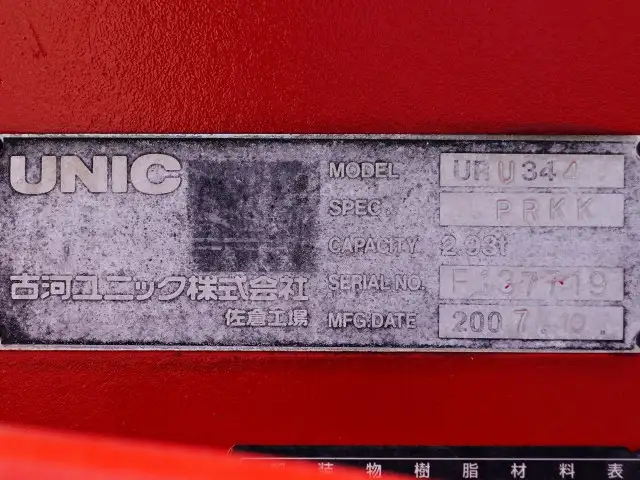 UNIC
MODEL URU344
SPEC. PRKK
CAPACITY 2.93t
古河ユニック株式会社
SERIAL NO.
佐倉工場
MFG.DATE 2007.10.
装物樹脂材料表